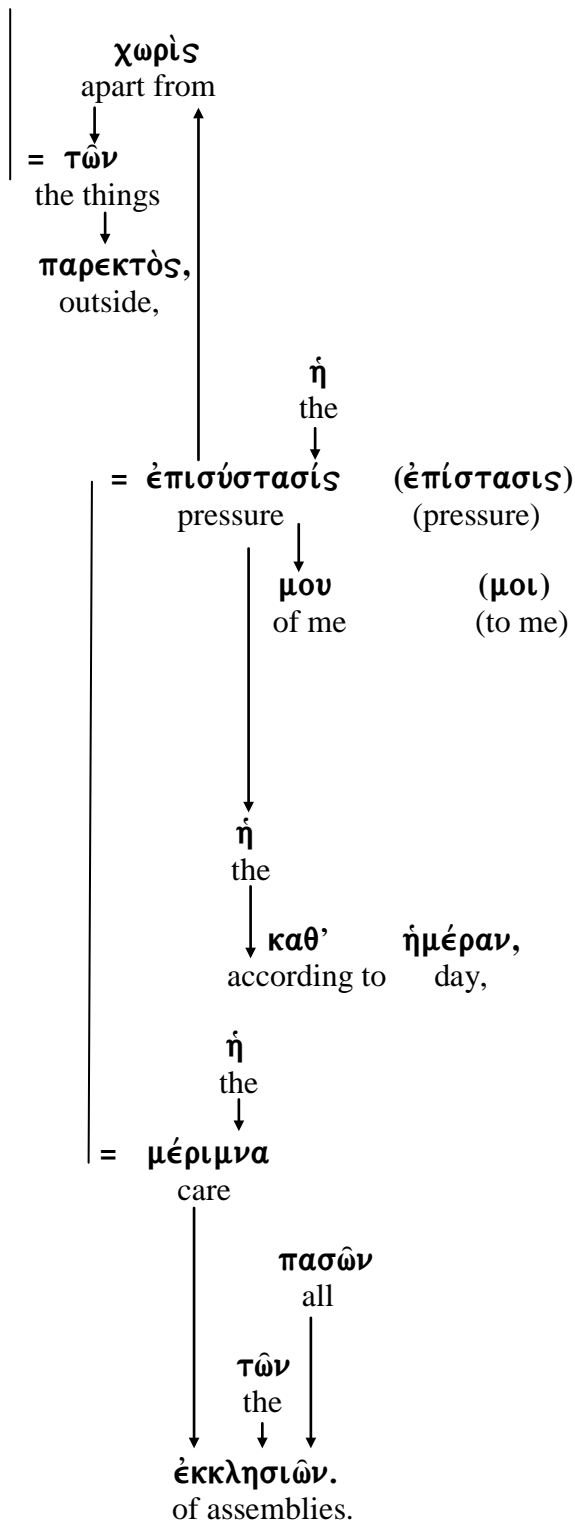 χωρὶς
apart from
= τῶν
the things
παρεκτὸς,
outside,
ἡ
the
= ἐπισύστασίς (ἐπίστασις)
pressure (pressure)
μου (μοι)
of me (to me)
ἡ
the
καθ’ ἡμέραν,
according to day,
ἡ
the
= μέριμνα
care
πασῶν
all
τῶν
the
ἐκκλησιῶν.
of assemblies.